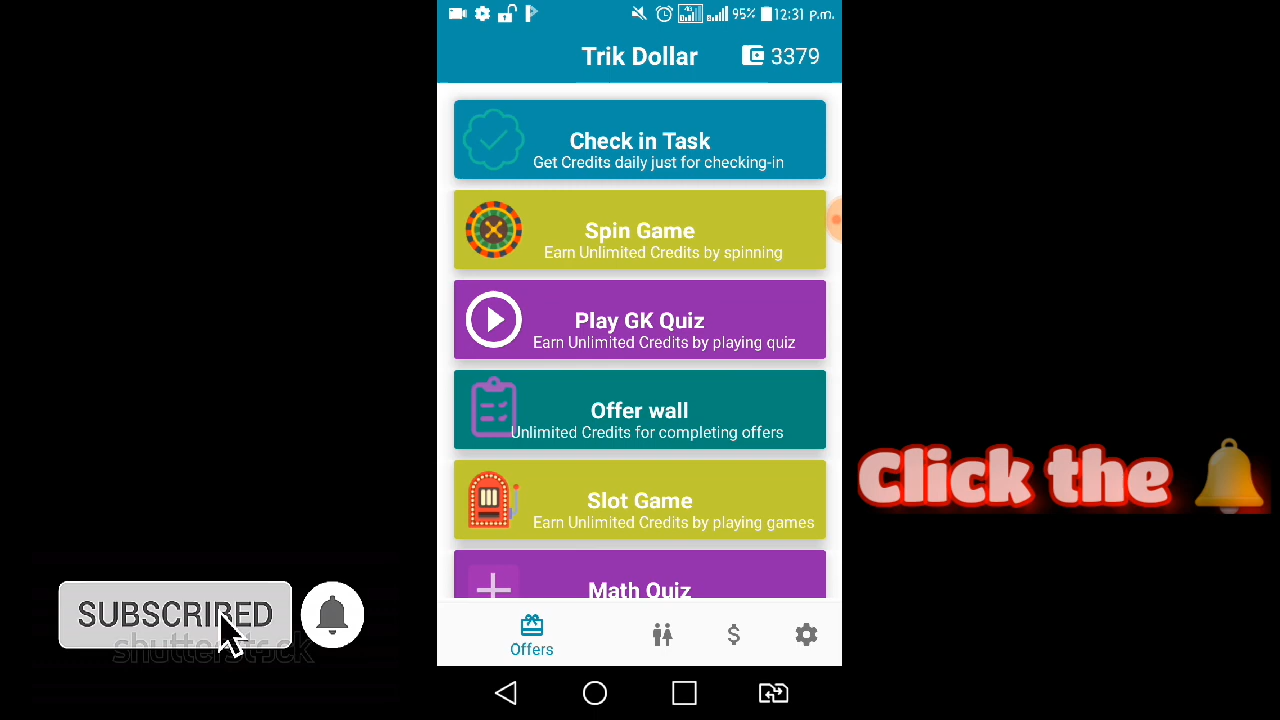 95% 12:31 p.m.
Trik Dollar
3379
Check in Task
Get Credits daily just for checking-in
Spin Game
Earn Unlimited Credits by spinning
Play GK Quiz
Earn Unlimited Credits by playing quiz
Offer wall
Unlimited Credits for completing offers
Slot Game
Earn Unlimited Credits by playing games
Math Quiz
Offers
Click the
SUBSCRIBED
shutterstock